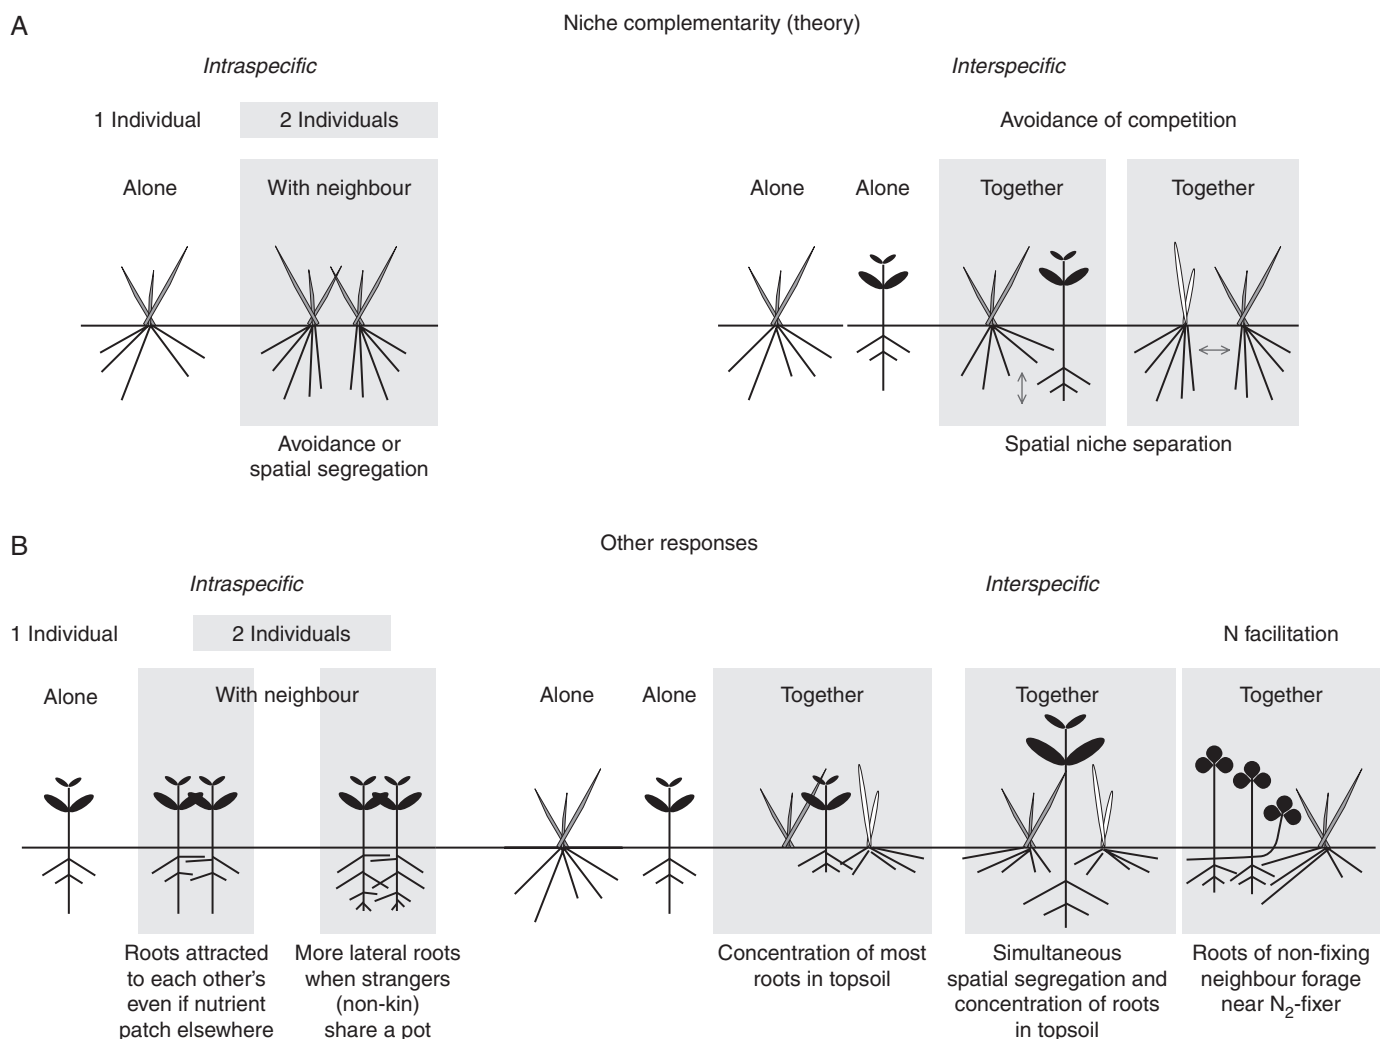 A
Niche complementarity (theory)
Intraspecific
Interspecific
1 Individual
2 Individuals
Avoidance of competition
Alone
With neighbour
Alone
Alone
Together
Together
Avoidance or
spatial segregation
Spatial niche separation
B
Other responses
Intraspecific
Interspecific
1 Individual
2 Individuals
N facilitation
Alone
With neighbour
Alone
Alone
Together
Together
Together
Roots attracted
to each other's
even if nutrient
patch elsewhere
More lateral roots
when strangers
(non-kin)
share a pot
Concentration of most
roots in topsoil
Simultaneous
spatial segregation and
concentration of roots
in topsoil
Roots of non-fixing
neighbour forage
near N2-fixer